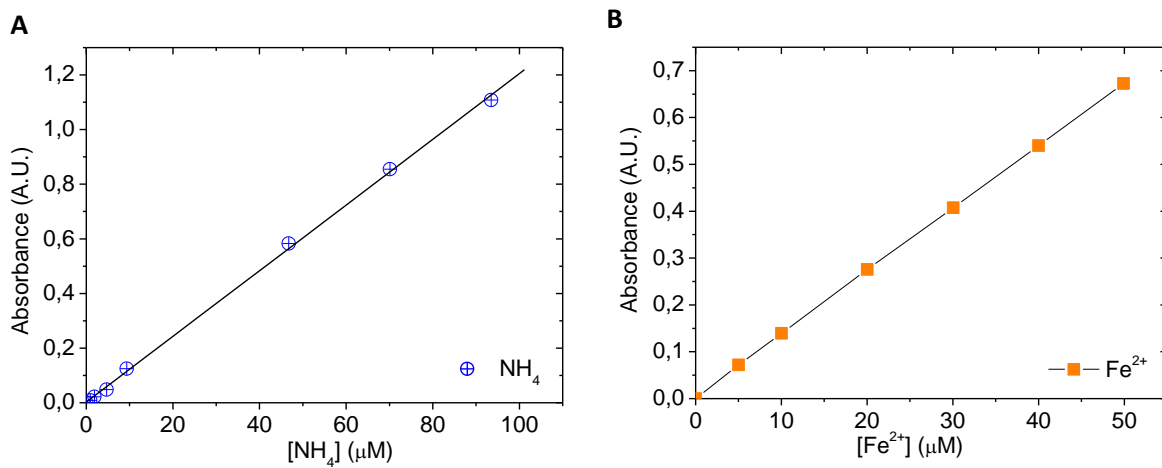 A
Absorbance (A.U.)
1,2
1,0
0,8
0,6
0,4
0,2
0,0
0 20 40 60 80 100
[NH₄] (μM)
NH₄
B
Absorbance (A.U.)
0,7
0,6
0,5
0,4
0,3
0,2
0,1
0,0
0 10 20 30 40 50
[Fe²⁺] (μM)
Fe²⁺